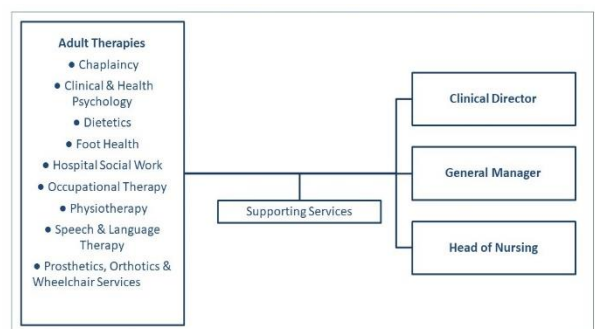 Adult Therapies
● Chaplaincy
● Clinical & Health
Psychology
● Dietetics
● Foot Health
● Hospital Social Work
● Occupational Therapy
● Physiotherapy
● Speech & Language
Therapy
● Prosthetics, Orthotics &
Wheelchair Services
Supporting Services
Clinical Director
General Manager
Head of Nursing